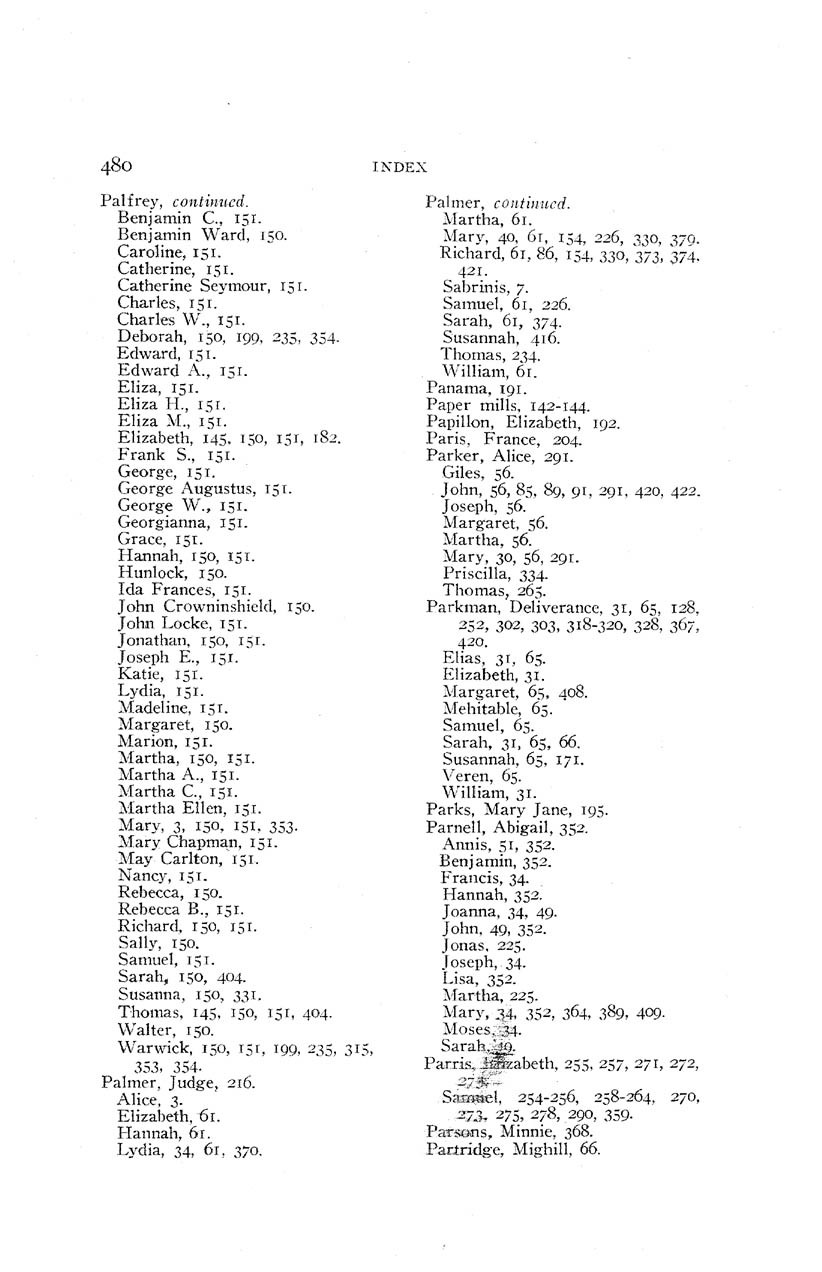 480
INDEX
Palfrey, continued.
Benjamin C., 151.
Benjamin Ward, 150.
Caroline, 151.
Catherine, 151.
Catherine Seymour, 151.
Charles, 151.
Charles W., 151.
Deborah, 150, 199, 235, 354.
Edward, 151.
Edward A., 151.
Eliza, 151.
Eliza H., 151.
Eliza M., 151.
Elizabeth, 145, 150, 151, 182.
Frank S., 151.
George, 151.
George Augustus, 151.
George W., 151.
Georgianna, 151.
Grace, 151.
Hannah, 150, 151.
Hunlock, 150.
Ida Frances, 151.
John Crowninshield, 150.
John Locke, 151.
Jonathan, 150, 151.
Joseph E., 151.
Katie, 151.
Lydia, 151.
Madeline, 151.
Margaret, 150.
Marion, 151.
Martha, 150, 151.
Martha A., 151.
Martha C., 151.
Martha Ellen, 151.
Mary, 3, 150, 151, 353.
Mary Chapman, 151.
May Carlton, 151.
Nancy, 151.
Rebecca, 150.
Rebecca B., 151.
Richard, 150, 151.
Sally, 150.
Samuel, 151.
Sarah, 150, 404.
Susanna, 150, 331.
Thomas, 145, 150, 151, 404.
Walter, 150.
Warwick, 150, 151, 199, 235, 315,
353, 354.
Palmer, Judge, 216.
Alice, 3.
Elizabeth, 61.
Hannah, 61.
Lydia, 34, 61, 370.
Palmer, continued.
Martha, 61.
Mary, 40, 61, 154, 226, 330, 379.
Richard, 61, 86, 154, 330, 373, 374,
421.
Sabrinis, 7.
Samuel, 61, 226.
Sarah, 61, 374.
Susannah, 416.
Thomas, 234.
William, 61.
Panama, 191.
Paper mills, 142-144.
Papillon, Elizabeth, 192.
Paris, France, 204.
Parker, Alice, 291.
Giles, 56.
John, 56, 85, 89, 91, 291, 420, 422.
Joseph, 56.
Margaret, 56.
Martha, 56.
Mary, 30, 56, 291.
Priscilla, 334.
Thomas, 265.
Parkman, Deliverance, 31, 65, 128,
252, 302, 303, 318-320, 328, 367,
420.
Elias, 31, 65.
Elizabeth, 31.
Margaret, 65, 408.
Mehitable, 65.
Samuel, 65.
Sarah, 31, 65, 66.
Susannah, 65, 171.
Veren, 65.
William, 31.
Parks, Mary Jane, 195.
Parnell, Abigail, 352.
Annis, 51, 352.
Benjamin, 352.
Francis, 34.
Hannah, 352.
Joanna, 34, 49.
John, 49, 352.
Jonas, 225.
Joseph, 34.
Lisa, 352.
Martha, 225.
Mary, 34, 352, 364, 389, 409.
Moses, 34.
Sarah, 49.
Parris, Elizabeth, 255, 257, 271, 272,
Samuel, 254-256, 258-264, 270,
273, 275, 278, 290, 359.
Parsons, Minnie, 368.
Partridge, Mighill, 66.